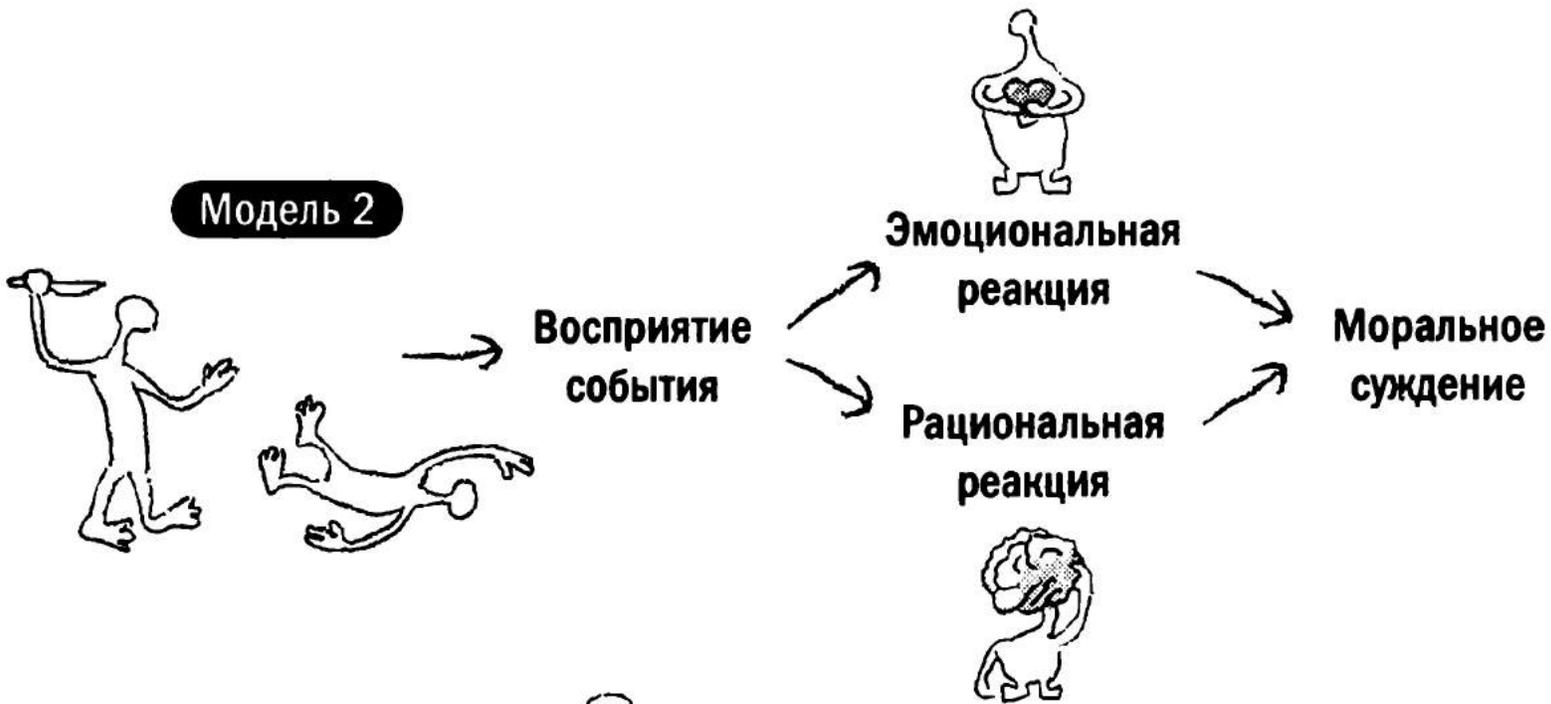 Модель 2
Восприятие
события
Эмоциональная
реакция
Рациональная
реакция
Моральное
суждение